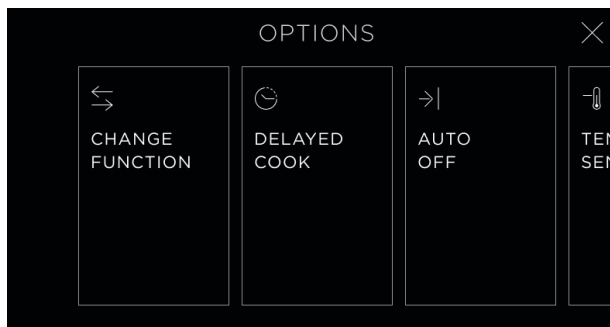 OPTIONS
CHANGE
FUNCTION
DELAYED
COOK
AUTO
OFF